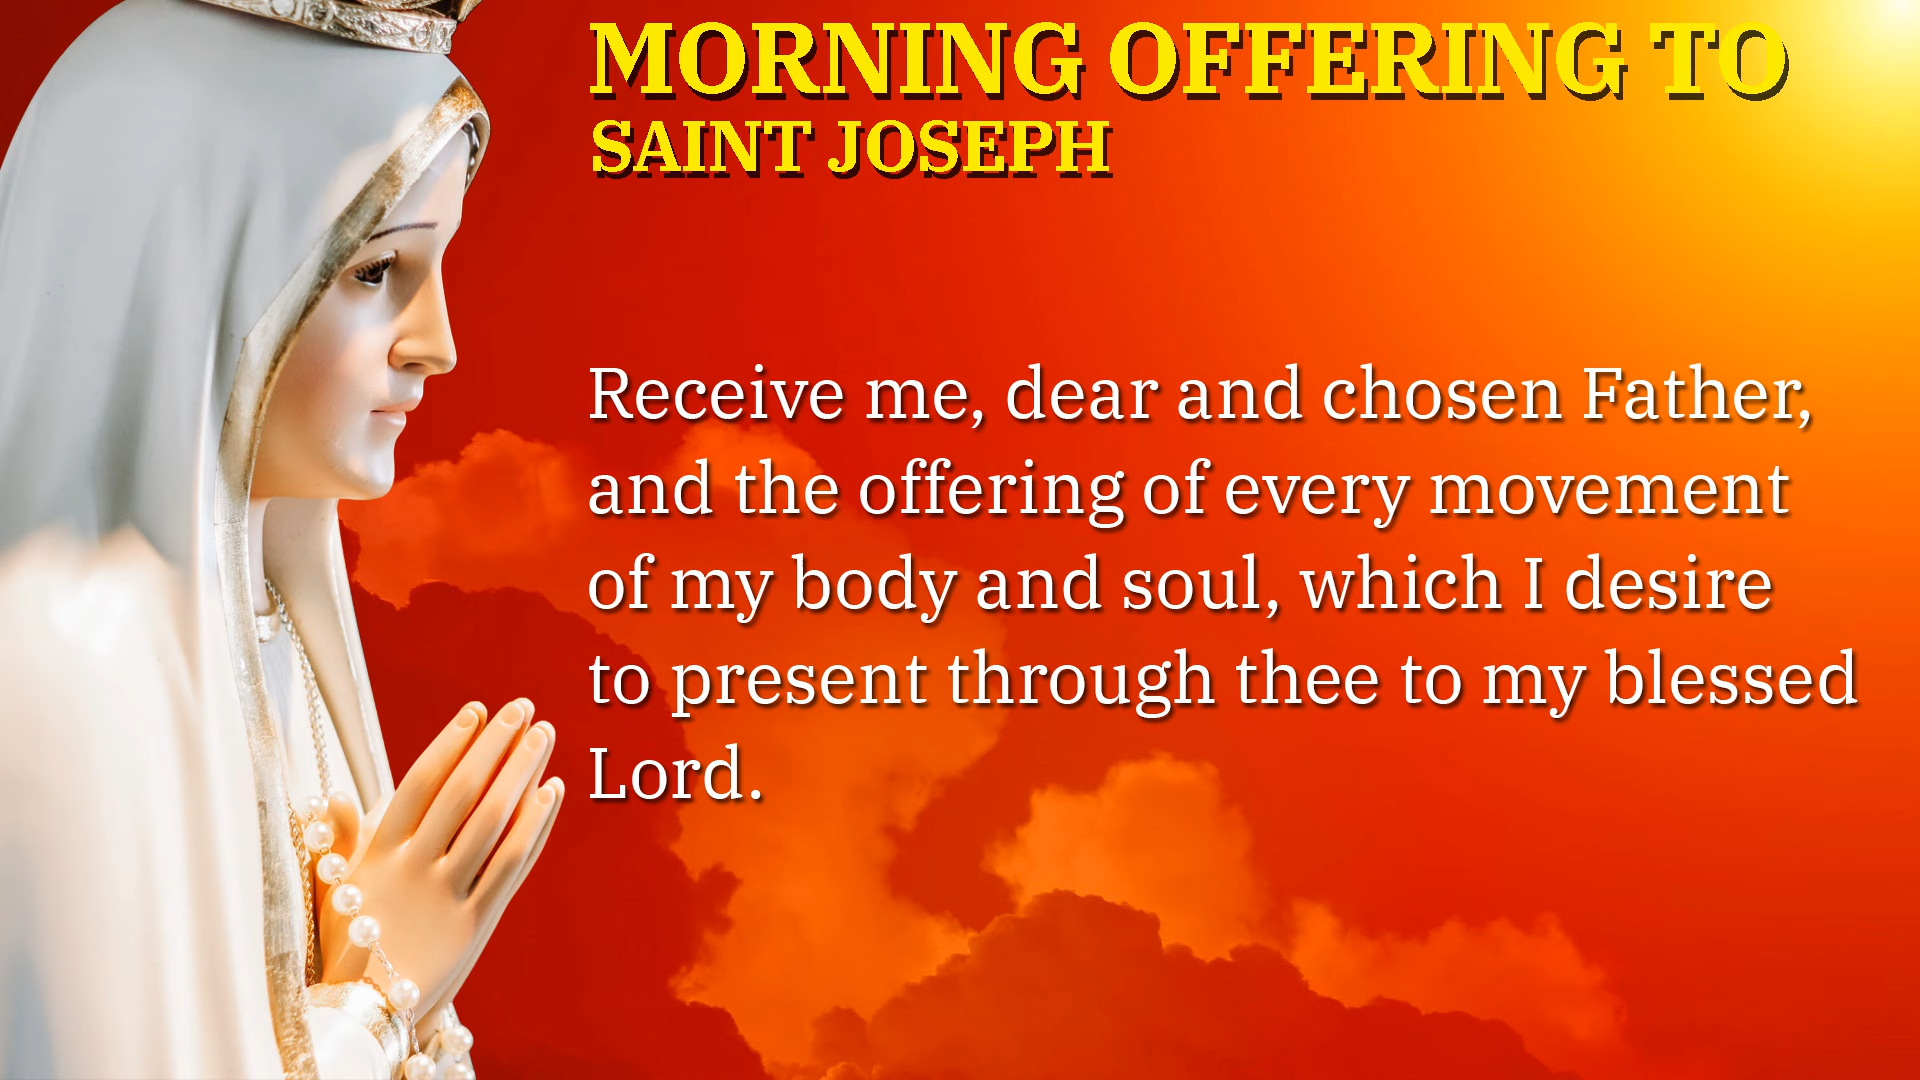 MORNING OFFERING TO
SAINT JOSEPH
Receive me, dear and chosen Father,
and the offering of every movement
of my body and soul, which I desire
to present through thee to my blessed
Lord.